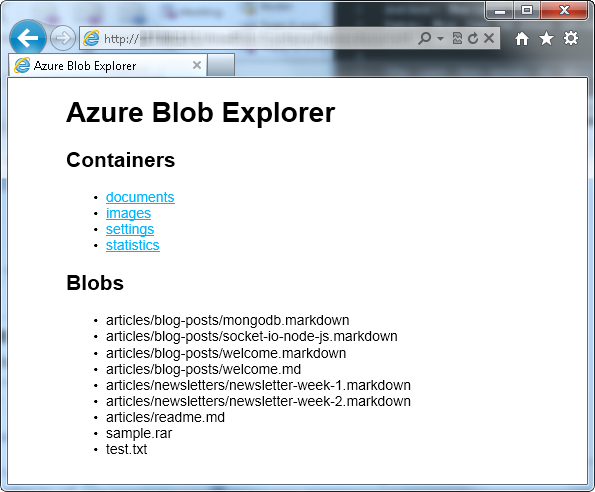 http://
Azure Blob Explorer
Azure Blob Explorer
Containers
documents
images
settings
statistics
Blobs
articles/blog-posts/mongodb.markdown
articles/blog-posts/socket-io-node-js.markdown
articles/blog-posts/welcome.markdown
articles/blog-posts/welcome.md
articles/newsletters/newsletter-week-1.markdown
articles/newsletters/newsletter-week-2.markdown
articles/readme.md
sample.rar
test.txt